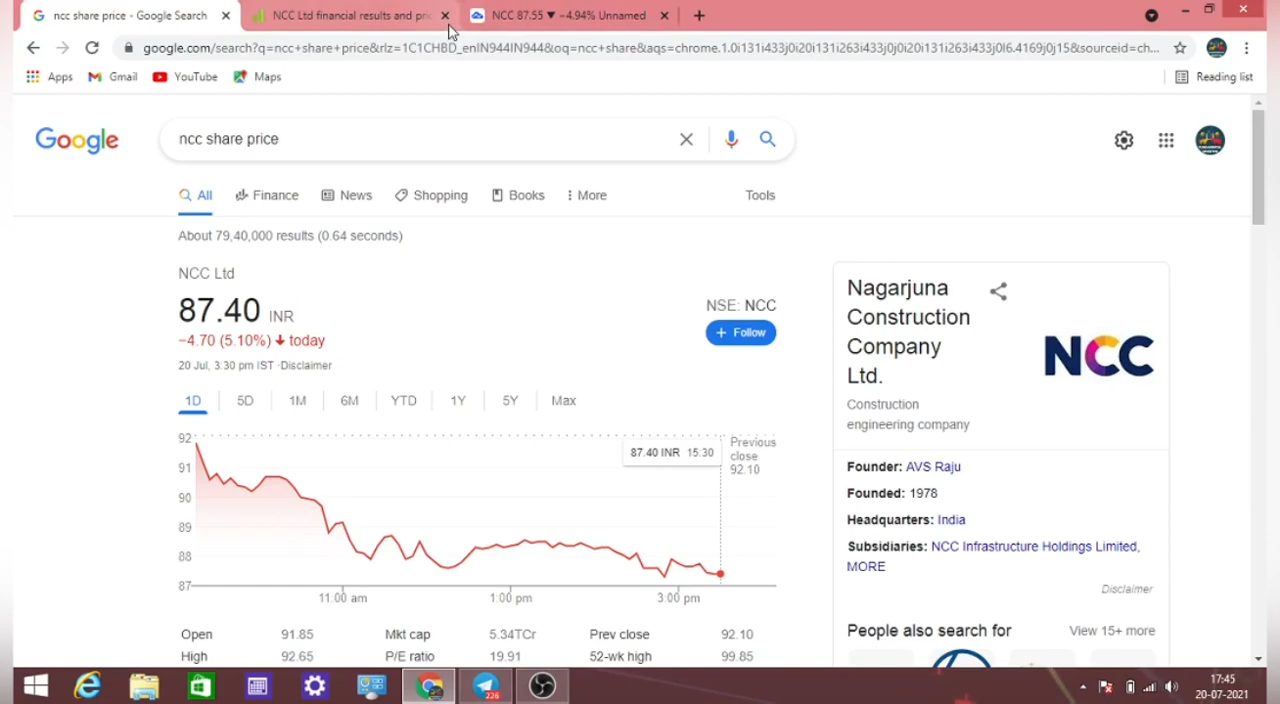 ncc share price - Google Search
NCC Ltd financial results and pric
NCC 87.55 ▼ −4.94% Unnamed
google.com/search?q=ncc+share+price&rlz=1C1CHBD_enIN944IN944&oq=ncc+share&aqs=chrome.1.0i131i433j0i20i131i263i433j0j0i20i131i263i433j0l6.4169j0j15&sourceid=ch...
Apps
Gmail
YouTube
Maps
Reading list
Google
ncc share price
All
Finance
News
Shopping
Books
More
Tools
About 79,40,000 results (0.64 seconds)
NCC Ltd
87.40 INR
−4.70 (5.10%) today
20 Jul, 3:30 pm IST ·Disclaimer
NSE: NCC
+ Follow
1D 5D 1M 6M YTD 1Y 5Y Max
92
91
90
89
88
87
87.40 INR 15:30
Previous
close
92.10
11.00 am 1:00 pm 3:00 pm
Open 91.85 Mkt cap 5.34TCr Prev close 92.10
High 92.65 P/E ratio 19.91 52-wk high 99.85
Nagarjuna
Construction
Company
Ltd.
NCC
Construction
engineering company
Founder: AVS Raju
Founded: 1978
Headquarters: India
Subsidiaries: NCC Infrastructure Holdings Limited,
MORE
Disclaimer
People also search for View 15+ more
226
17:45
20-07-2021